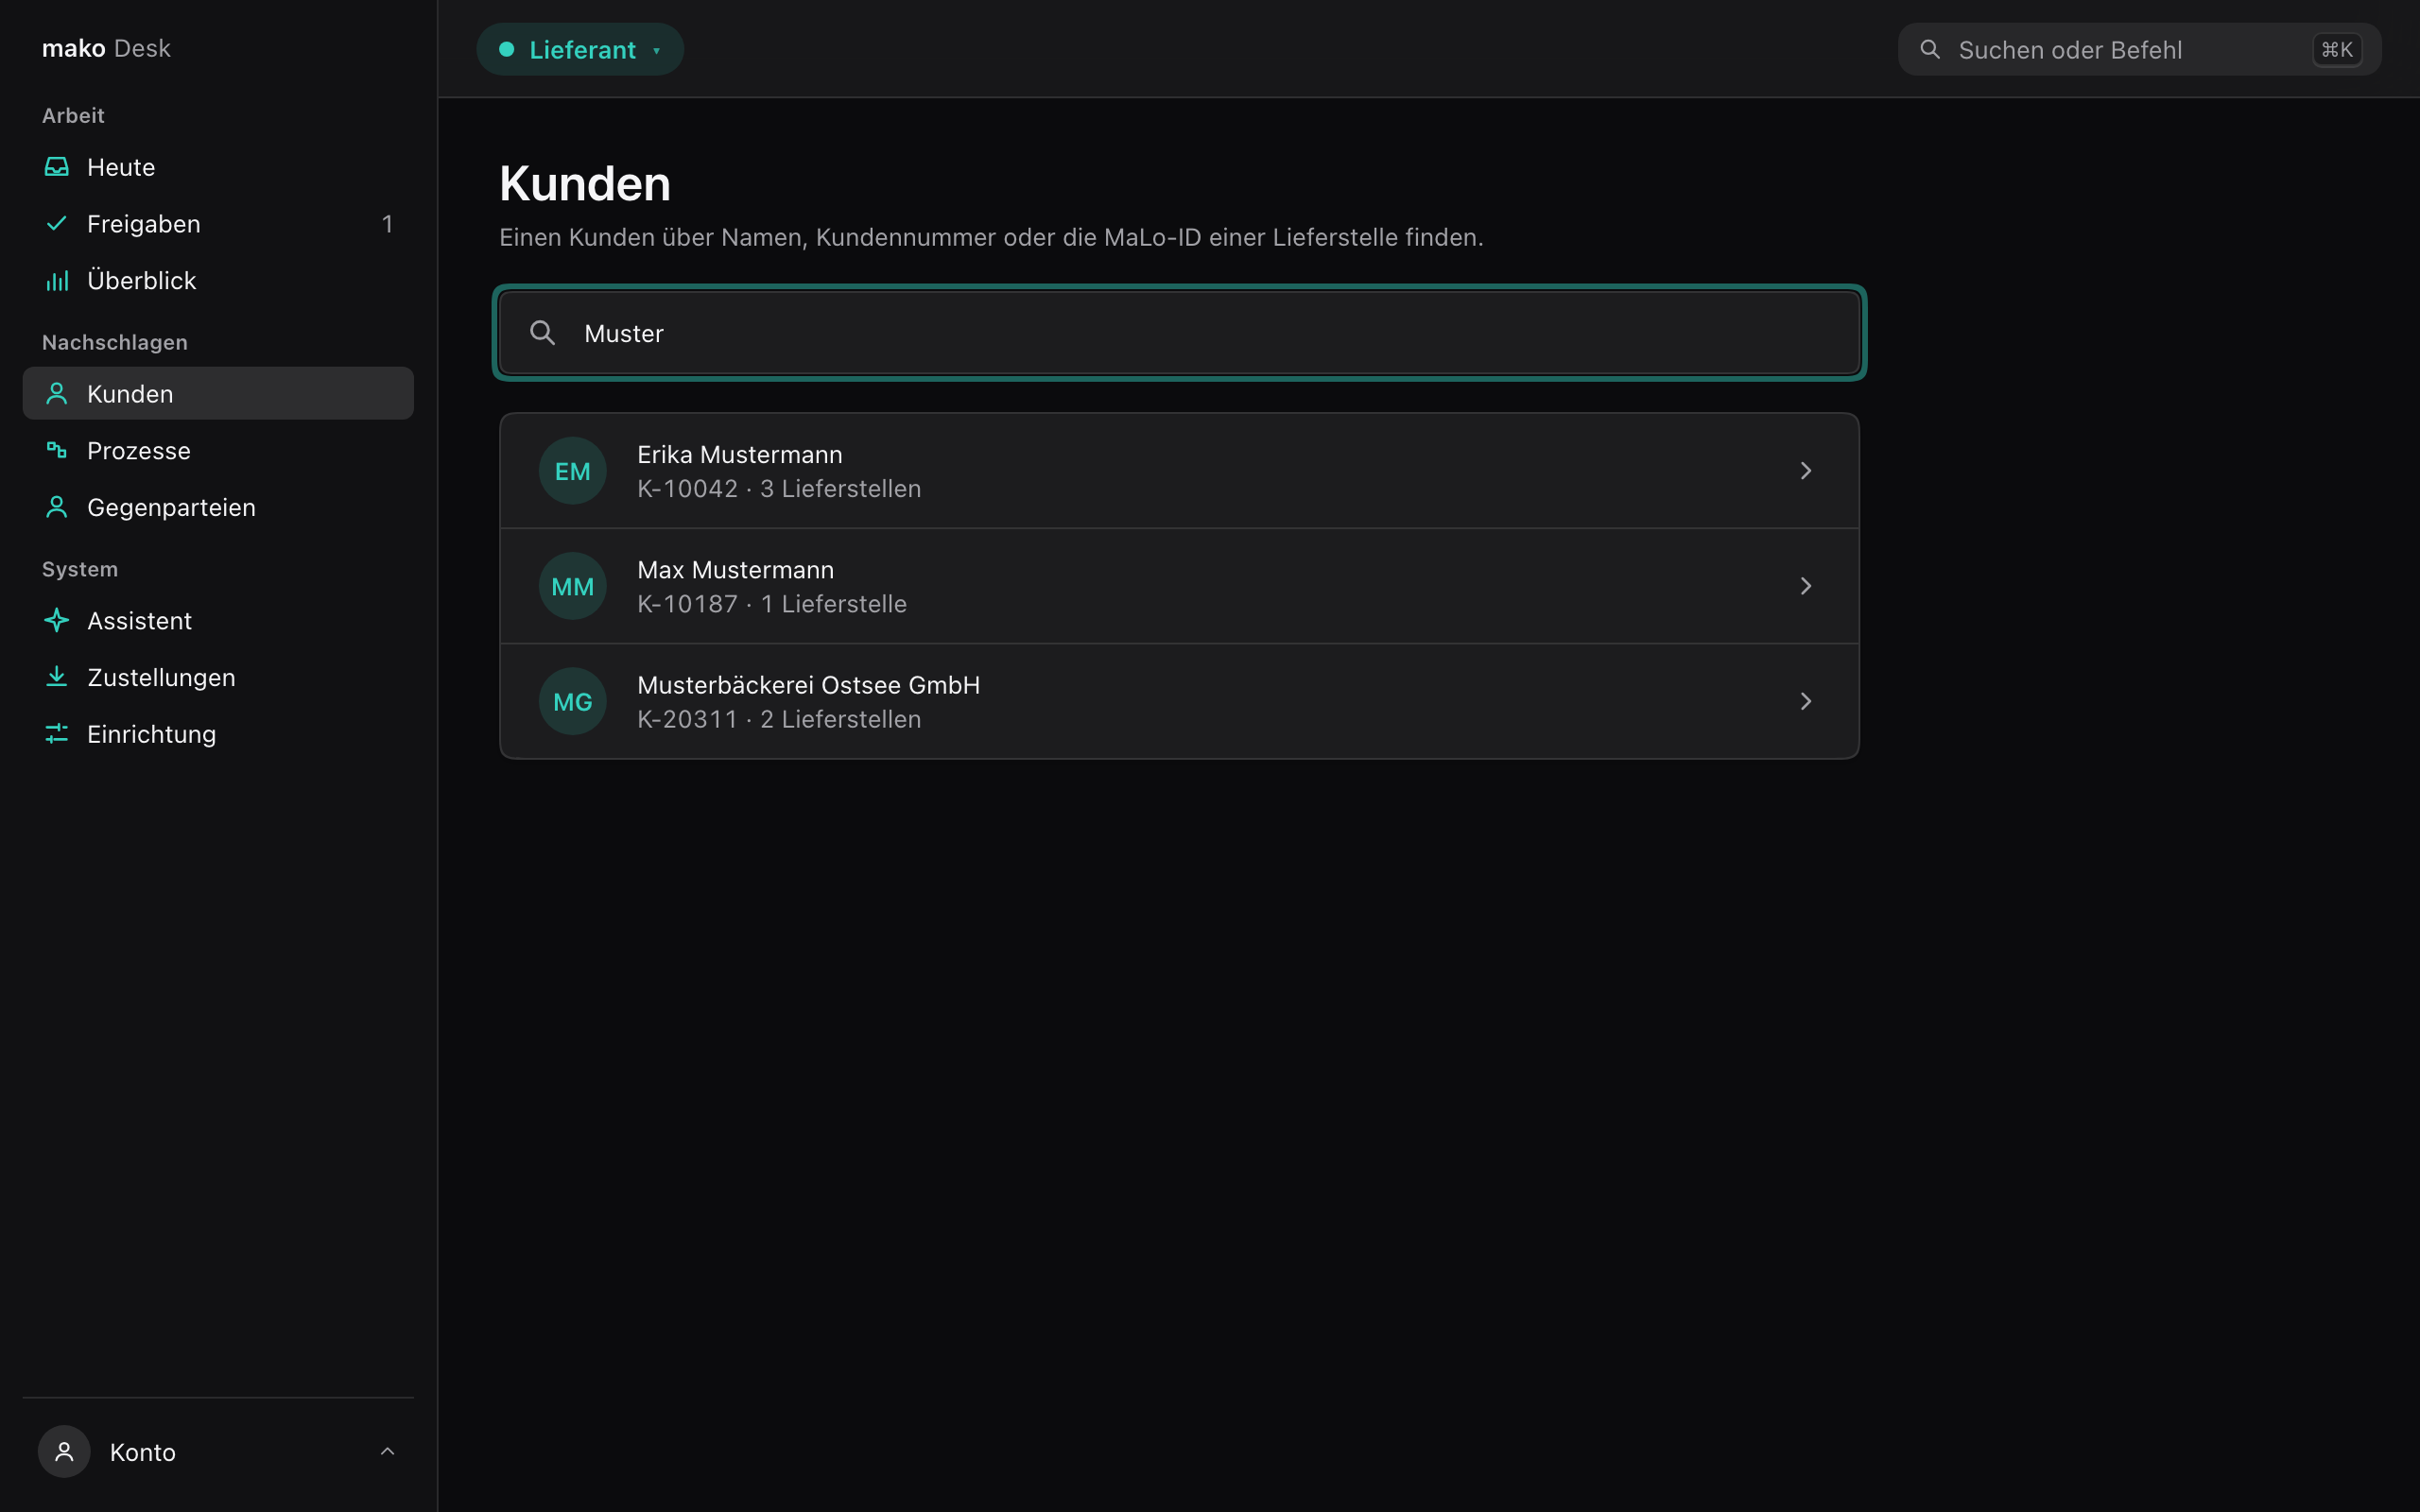 mako Desk
Arbeit
Heute
Freigaben 1
Überblick
Nachschlagen
Kunden
Prozesse
Gegenparteien
System
Assistent
Zustellungen
Einrichtung
Konto
Lieferant
Suchen oder Befehl ⌘K
Kunden
Einen Kunden über Namen, Kundennummer oder die MaLo-ID einer Lieferstelle finden.
Muster
EM
Erika Mustermann
K-10042 · 3 Lieferstellen
MM
Max Mustermann
K-10187 · 1 Lieferstelle
MG
Musterbäckerei Ostsee GmbH
K-20311 · 2 Lieferstellen